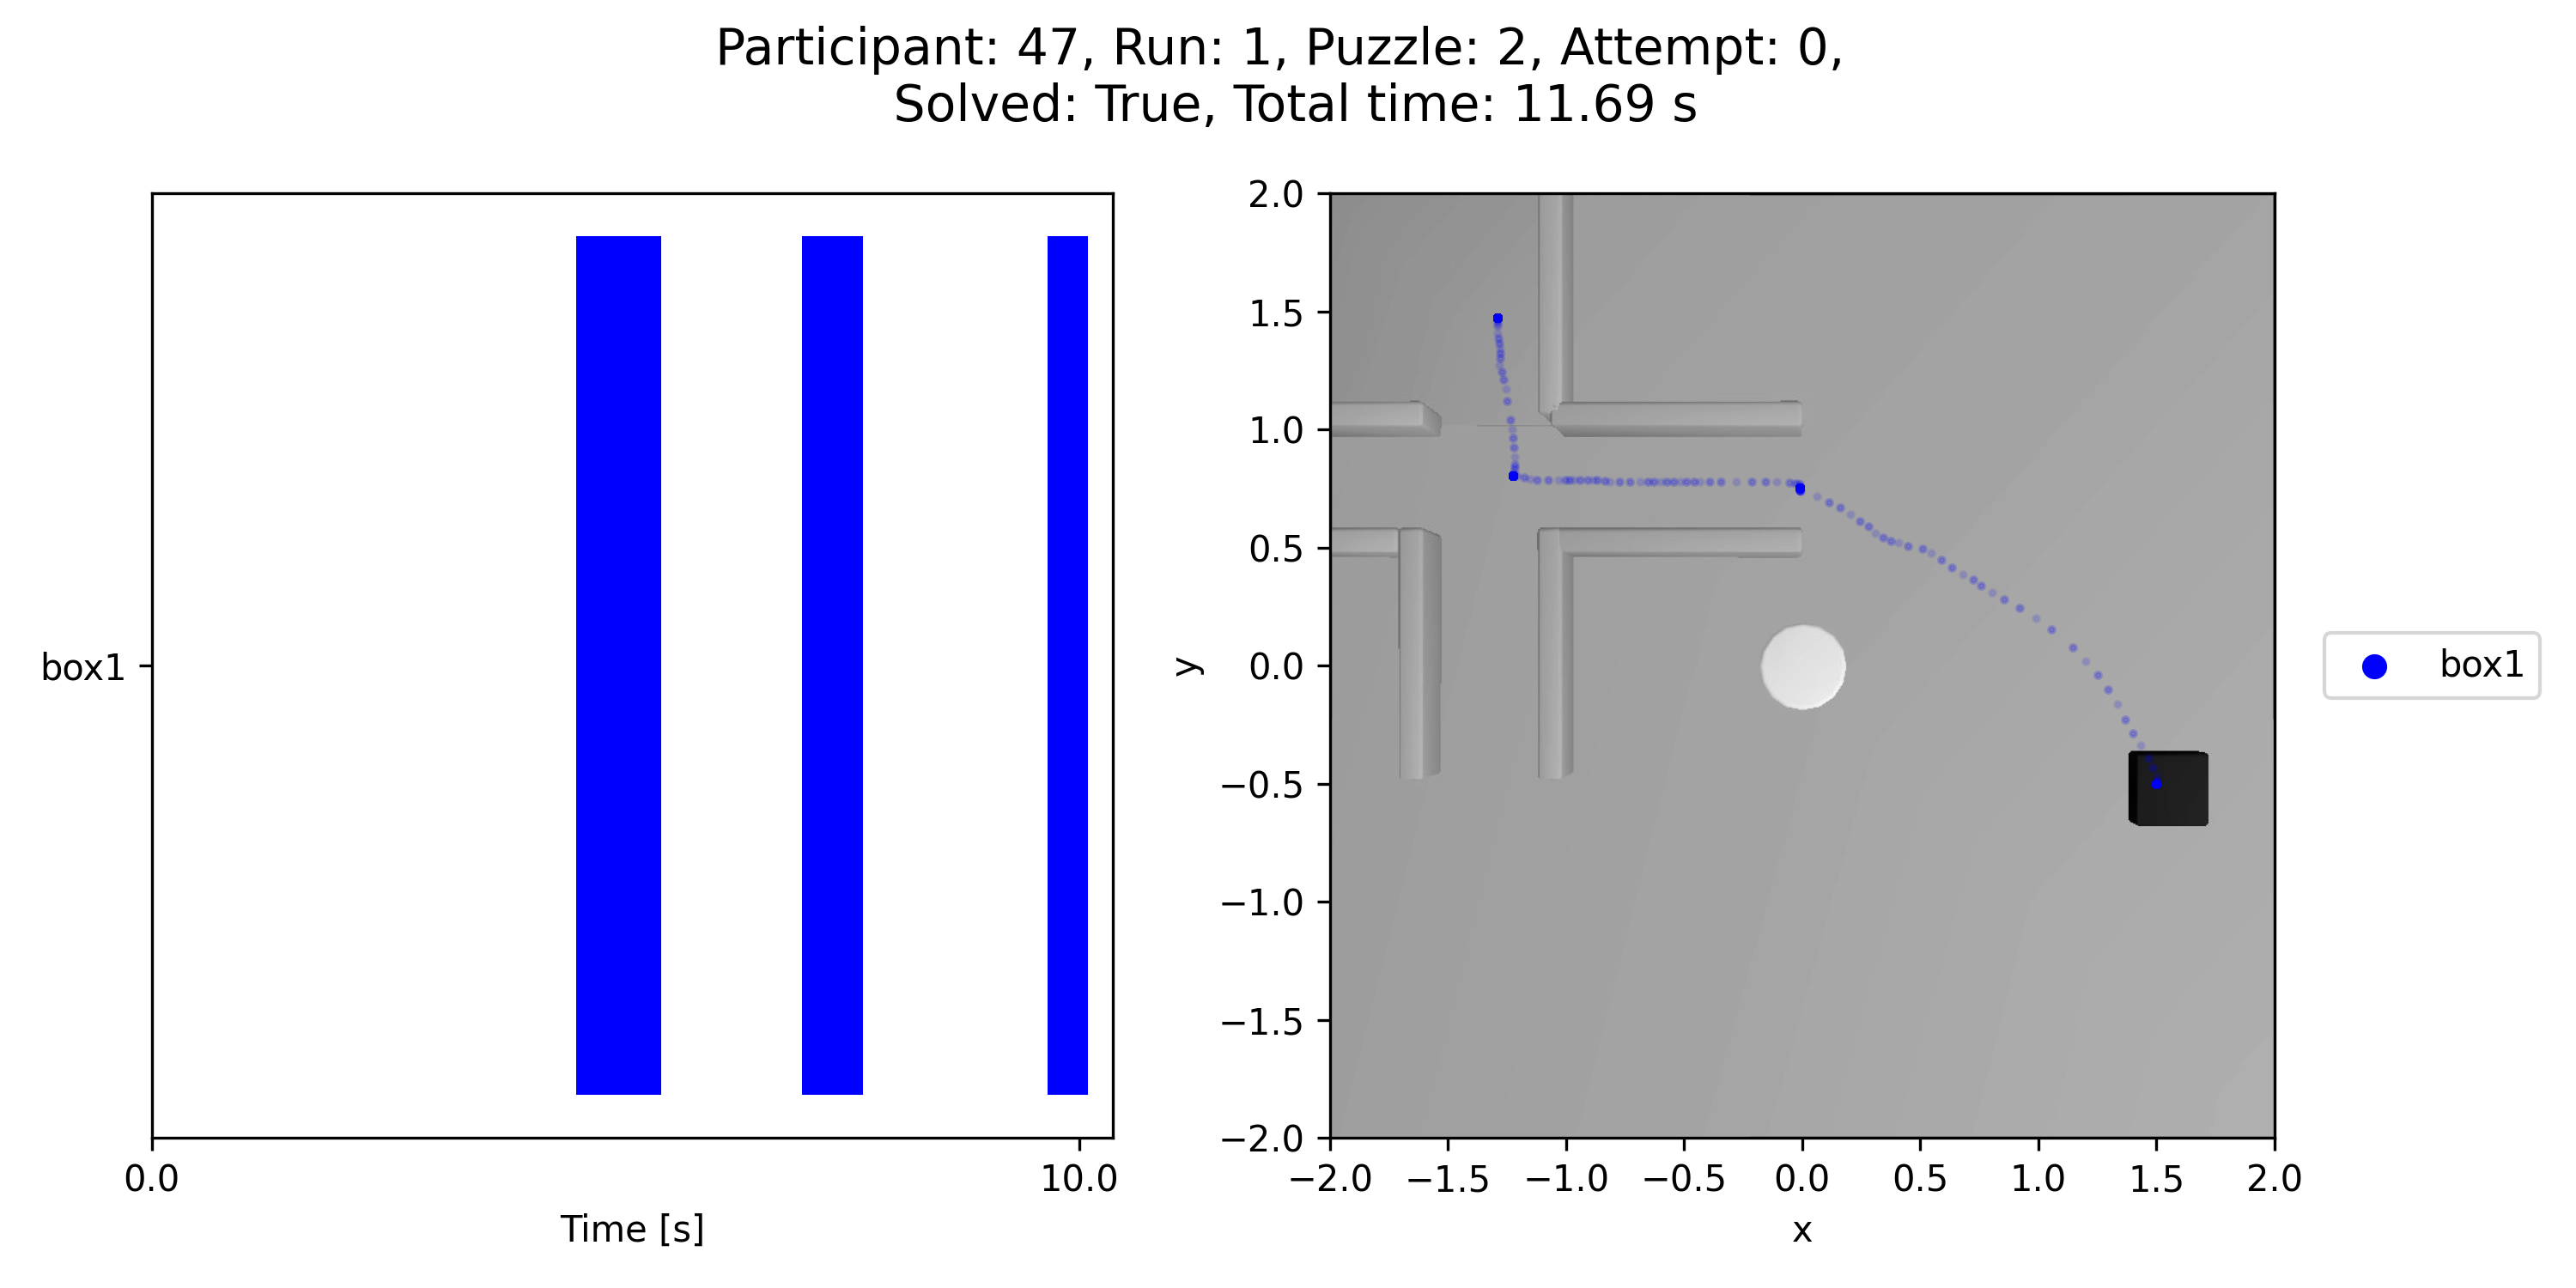 Participant: 47, Run: 1, Puzzle: 2, Attempt: 0,
Solved: True, Total time: 11.69 s
box1
0.0
10.0
Time [s]
2.0
1.5
1.0
0.5
0.0
−0.5
−1.0
−1.5
−2.0
y
−2.0 −1.5 −1.0 −0.5 0.0 0.5 1.0 1.5 2.0
x
box1